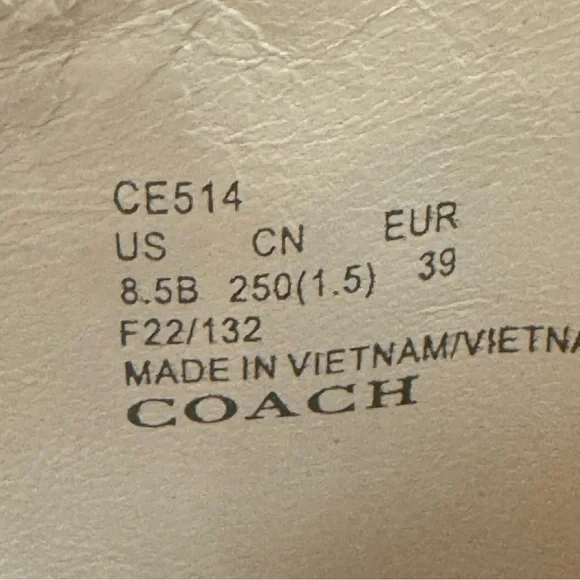 CE514
US CN EUR
8.5B 250(1.5) 39
F22/132
MADE IN VIETNAM/VIETNA
COACH